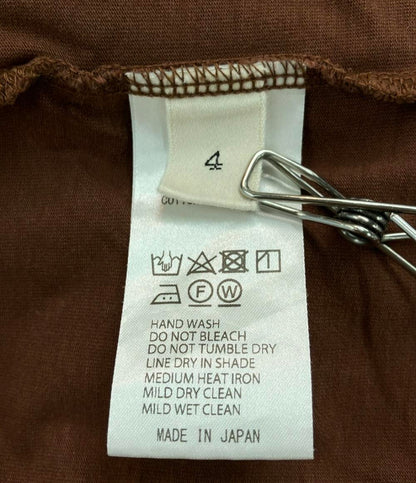 4
F W
HAND WASH
DO NOT BLEACH
DO NOT TUMBLE DRY
LINE DRY IN SHADE
MEDIUM HEAT IRON
MILD DRY CLEAN
MILD WET CLEAN
MADE IN JAPAN